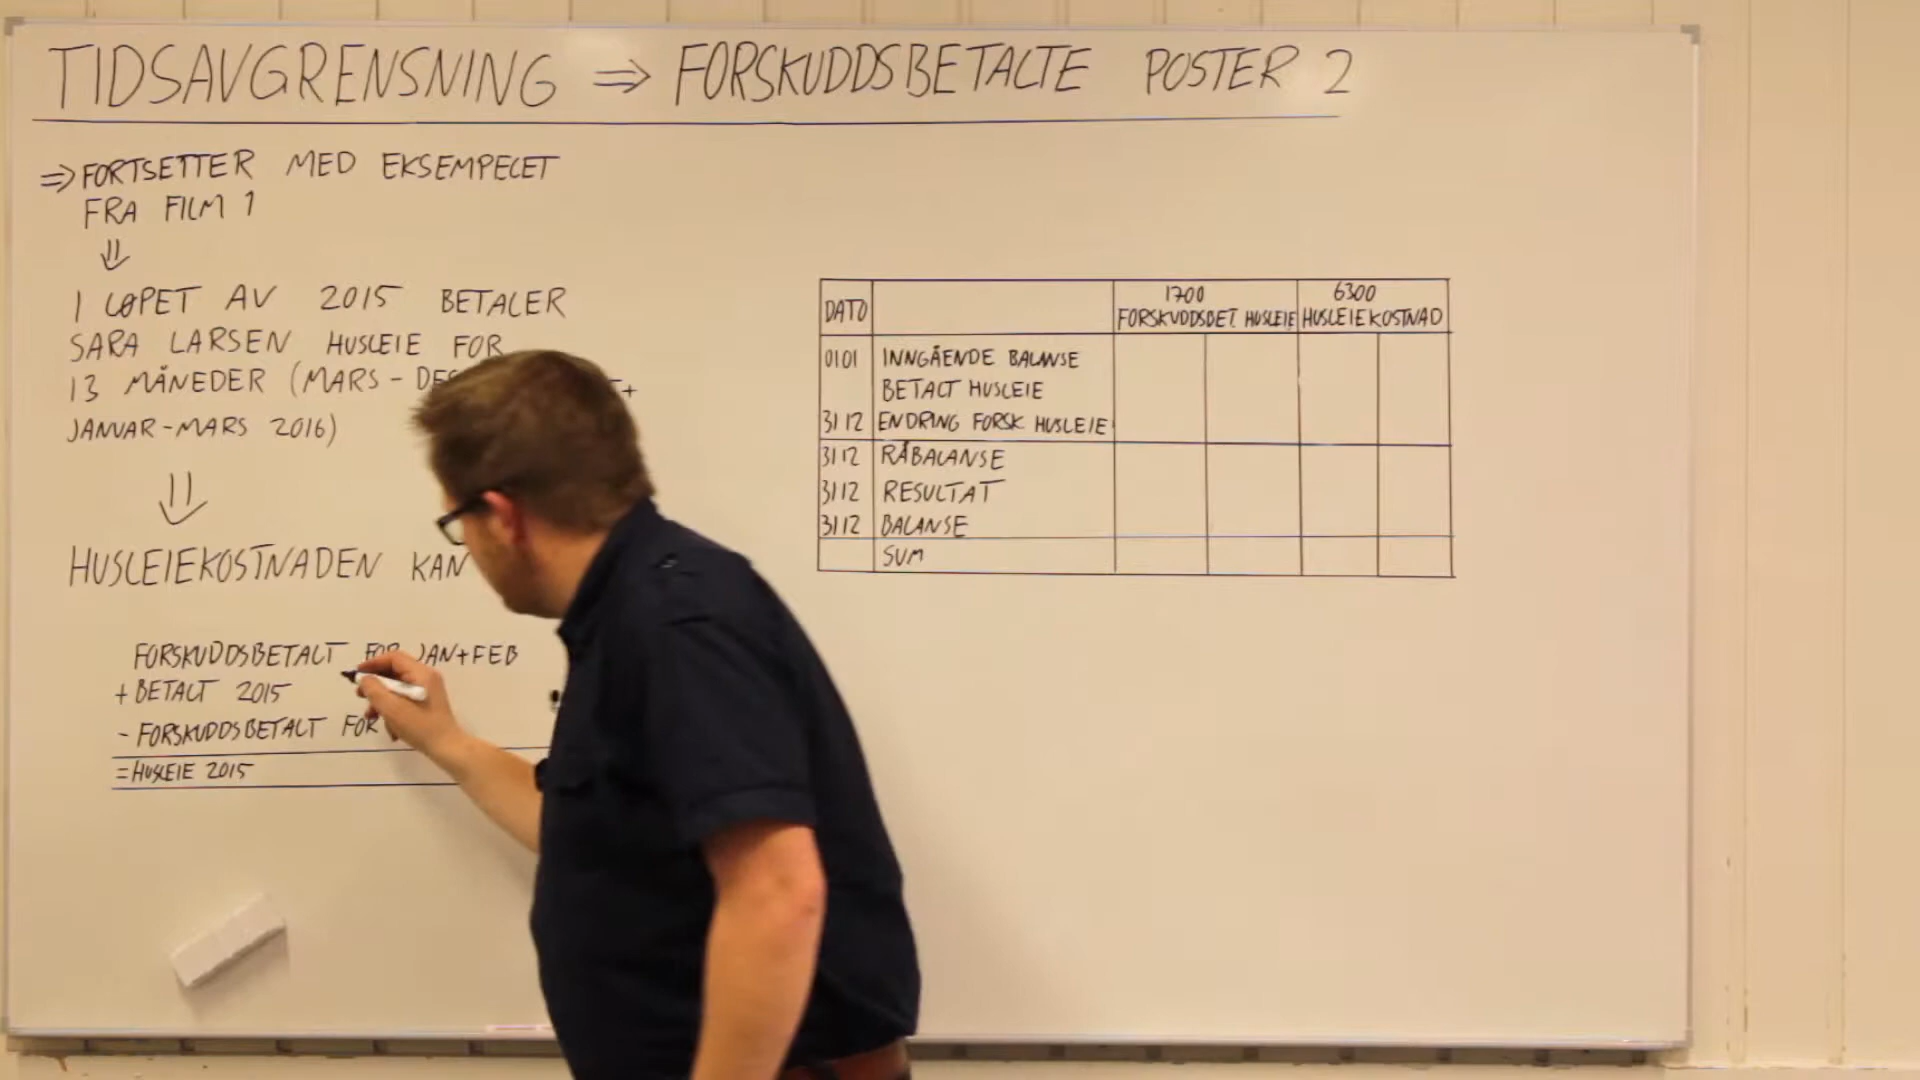 TIDSAVGRENSNING ⇒ FORSKUDDSBETALTE POSTER 2
⇒ FORTSETTER MED EKSEMPELET
FRA FILM 1
⇓
I LØPET AV 2015 BETALER
SARA LARSEN HUSLEIE FOR
13 MÅNEDER (MARS - DES +
JANUAR-MARS 2016)
⇓
HUSLEIEKOSTNADEN KAN
FORSKUDDSBETALT FOR JAN+FEB
+ BETALT 2015
- FORSKUDDSBETALT FOR
= HUSLEIE 2015
DATO 1700 FORSKUDDSBET. HUSLEIE 6300 HUSLEIEKOSTNAD
0101 INNGÅENDE BALANSE
BETALT HUSLEIE
3112 ENDRING FORSK HUSLEIE
3112 RÅBALANSE
3112 RESULTAT
3112 BALANSE
SUM